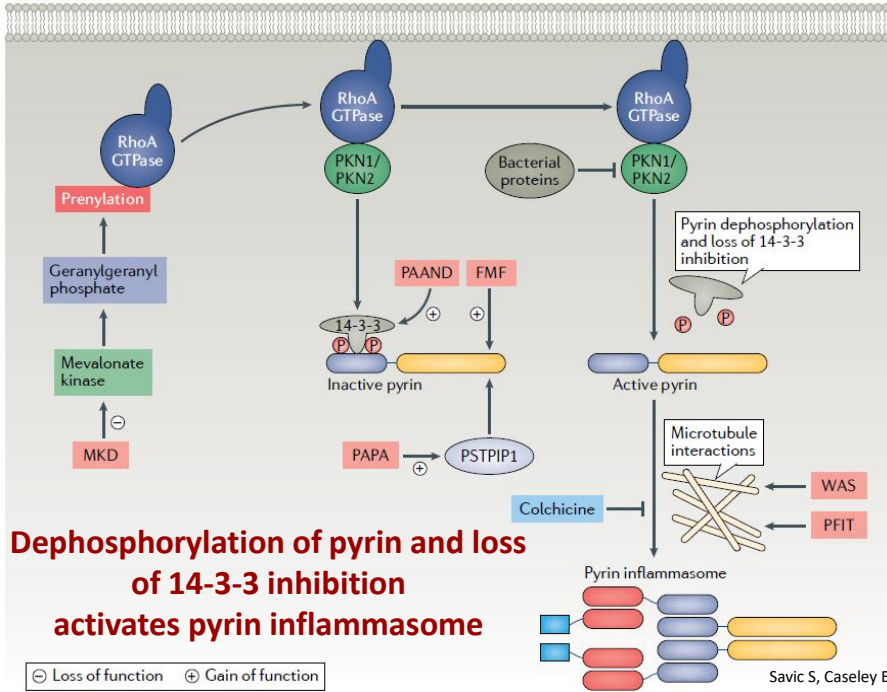 RhoA
GTPase
Prenylation
Geranylgeranyl
phosphate
Mevalonate
kinase
−
MKD
RhoA
GTPase
PKN1/
PKN2
PAAND
FMF
+
+
14-3-3
P
P
Inactive pyrin
PAPA
+
PSTPIP1
RhoA
GTPase
Bacterial
proteins
PKN1/
PKN2
Pyrin dephosphorylation
and loss of 14-3-3
inhibition
P
P
Active pyrin
Microtubule
interactions
Colchicine
WAS
PFIT
Pyrin inflammasome
Dephosphorylation of pyrin and loss
of 14-3-3 inhibition
activates pyrin inflammasome
− Loss of function + Gain of function
Savic S, Caseley E